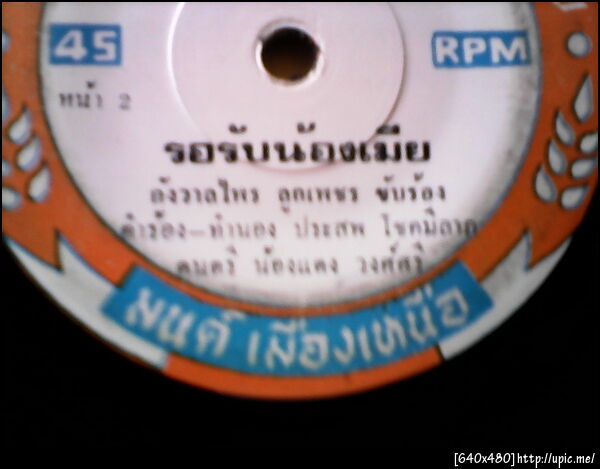 45 RPM
หน้า 2
รอรับน้องเมีย
กังวาลไพร ลูกเพชร ขับร้อง
คำร้อง-ทำนอง ประสพ โชคมีลาภ
ดนตรี น้องแดง วงศ์ศรี
มนต์เมืองเหนือ
[640x480]http://upic.me/